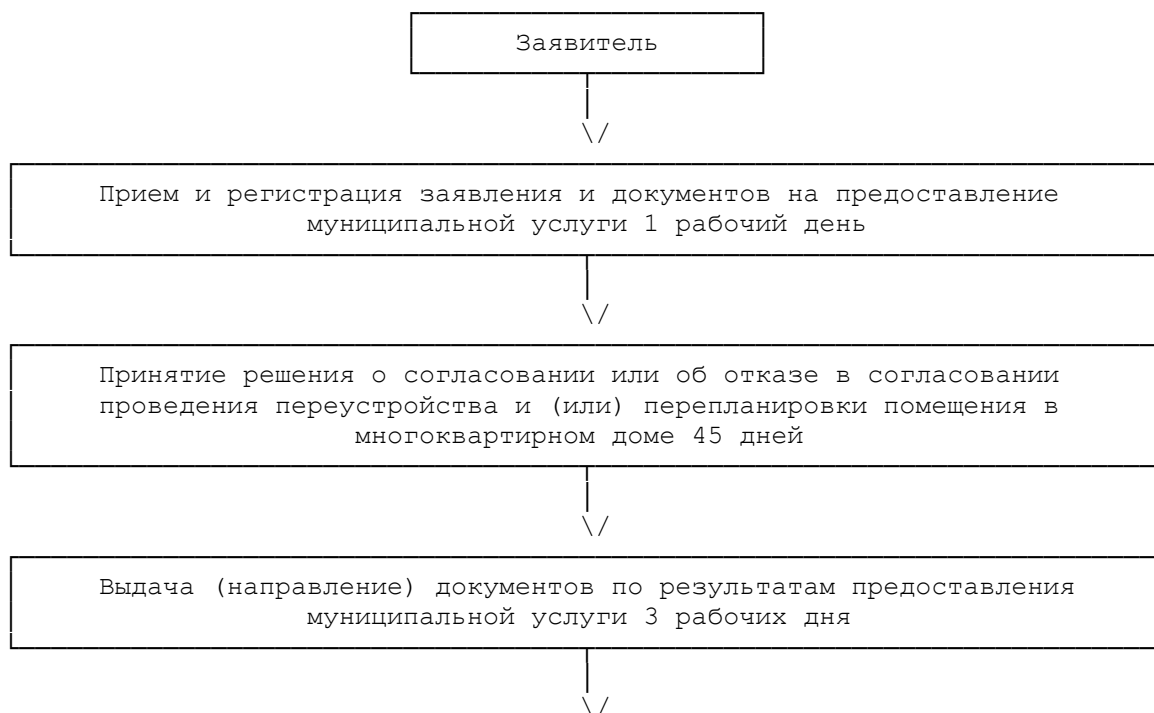 Заявитель
\/
Прием и регистрация заявления и документов на предоставление
муниципальной услуги 1 рабочий день
\/
Принятие решения о согласовании или об отказе в согласовании
проведения переустройства и (или) перепланировки помещения в
многоквартирном доме 45 дней
\/
Выдача (направление) документов по результатам предоставления
муниципальной услуги 3 рабочих дня
\/